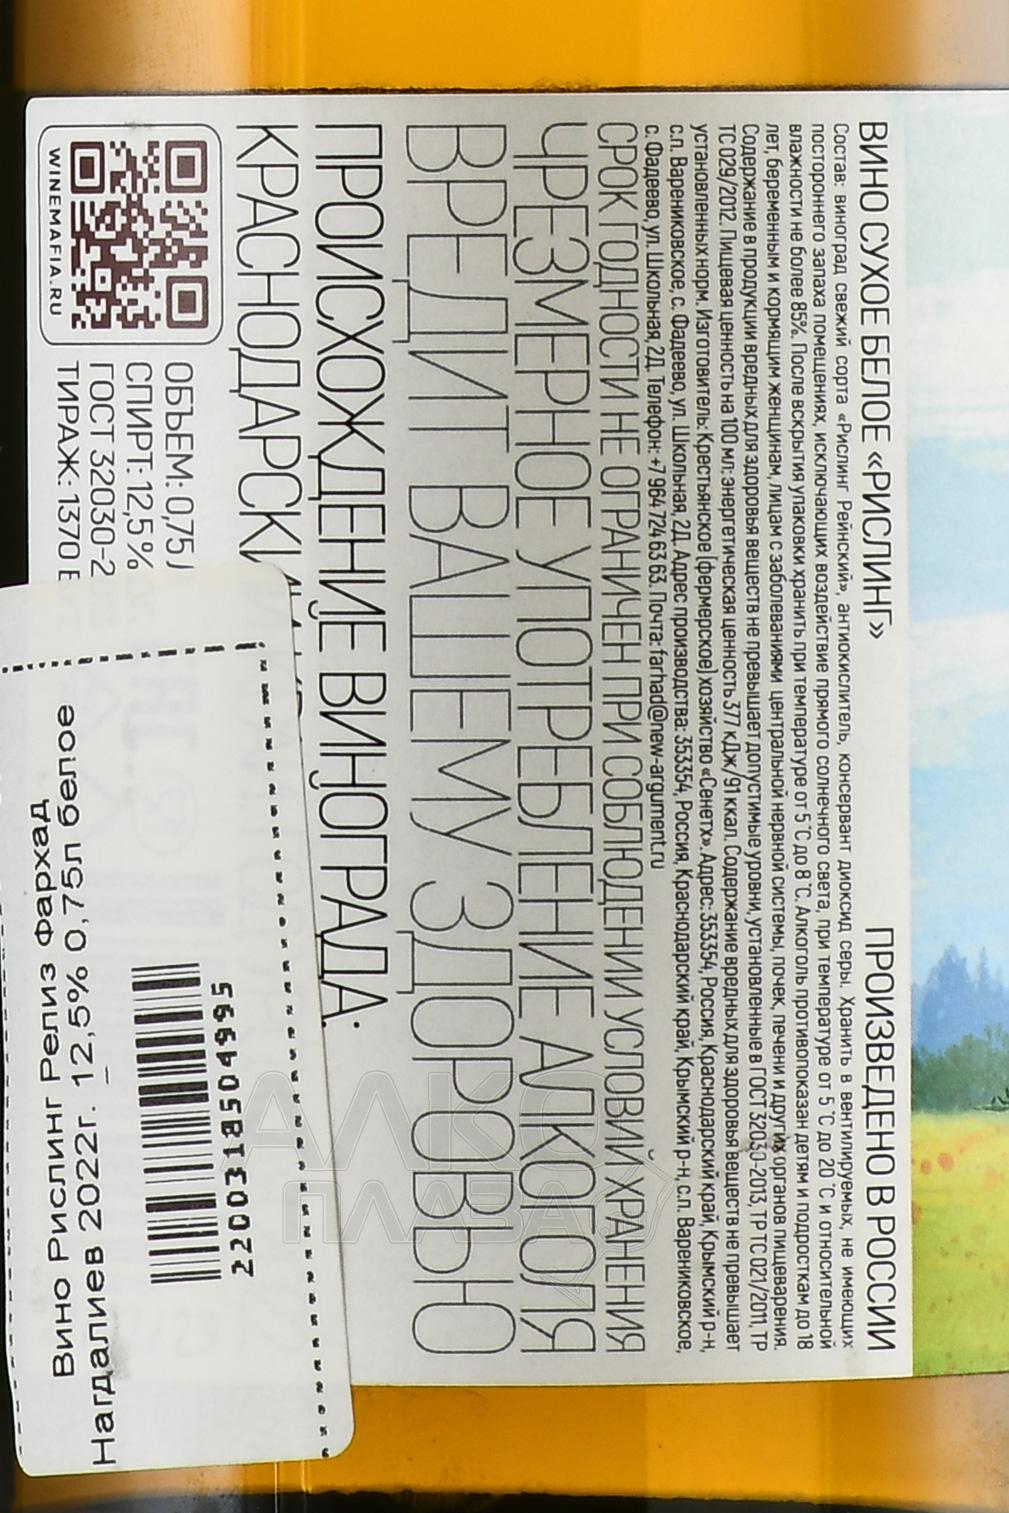 ВИНО СУХОЕ БЕЛОЕ «РИСЛИНГ» ПРОИЗВЕДЕНО В РОССИИ
Состав: виноград свежий сорта «Рислинг Рейнский», антиокислитель, консервант диоксид серы. Хранить в вентилируемых, не имеющих
постороннего запаха помещениях, исключающих воздействие прямого солнечного света, при температуре от 5 °С до 20 °С и относительной
влажности не более 85%. После вскрытия упаковки хранить при температуре от 5 °С до 8 °С. Алкоголь противопоказан детям и подросткам до 18
лет, беременным и кормящим женщинам, лицам с заболеваниями центральной нервной системы, почек, печени и других органов пищеварения.
Содержание в продукции вредных для здоровья веществ не превышает допустимые уровни, установленные в ГОСТ 32030-2013, ТР ТС 021/2011, ТР
ТС 029/2012. Пищевая ценность на 100 мл: энергетическая ценность 377 кДж/91 ккал. Содержание вредных для здоровья веществ не превышает
установленных норм. Изготовитель: Крестьянское (фермерское) хозяйство «Сенетх». Адрес: 353354, Россия, Краснодарский край, Крымский р-н,
с.п. Варениковское, с. Фадеево, ул. Школьная, 2Д. Адрес производства: 353354, Россия, Краснодарский край, Крымский р-н, с.п. Варениковское,
с. Фадеево, ул. Школьная, 2Д. Телефон: +7 964 724 63 63. Почта: farhad@new-argument.ru
СРОК ГОДНОСТИ НЕ ОГРАНИЧЕН ПРИ СОБЛЮДЕНИИ УСЛОВИЙ ХРАНЕНИЯ
ЧРЕЗМЕРНОЕ УПОТРЕБЛЕНИЕ АЛКОГОЛЯ
ВРЕДИТ ВАШЕМУ ЗДОРОВЬЮ
ПРОИСХОЖДЕНИЕ ВИНОГРАДА:
КРАСНОДАРСКИ
ОБЪЕМ: 0,75 Л
СПИРТ: 12,5 %
ГОСТ 32030-2
ТИРАЖ: 1370
WINEMAFIA.RU
Вино Рислинг Релиз Фархад
Нагдалиев 2022г. 12,5% 0,75л белое
2200318504995
АЛКО
ПЛАЗА